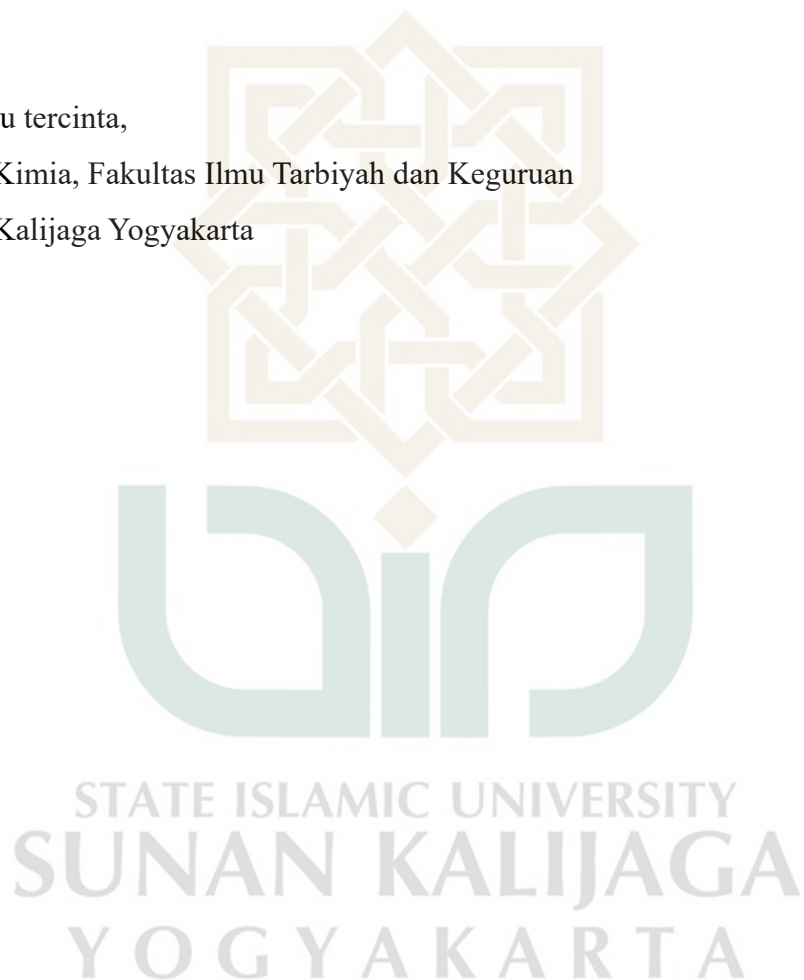 u tercinta,
Kimia, Fakultas Ilmu Tarbiyah dan Keguruan
Kalijaga Yogyakarta
STATE ISLAMIC UNIVERSITY
SUNAN KALIJAGA
YOGYAKARTA